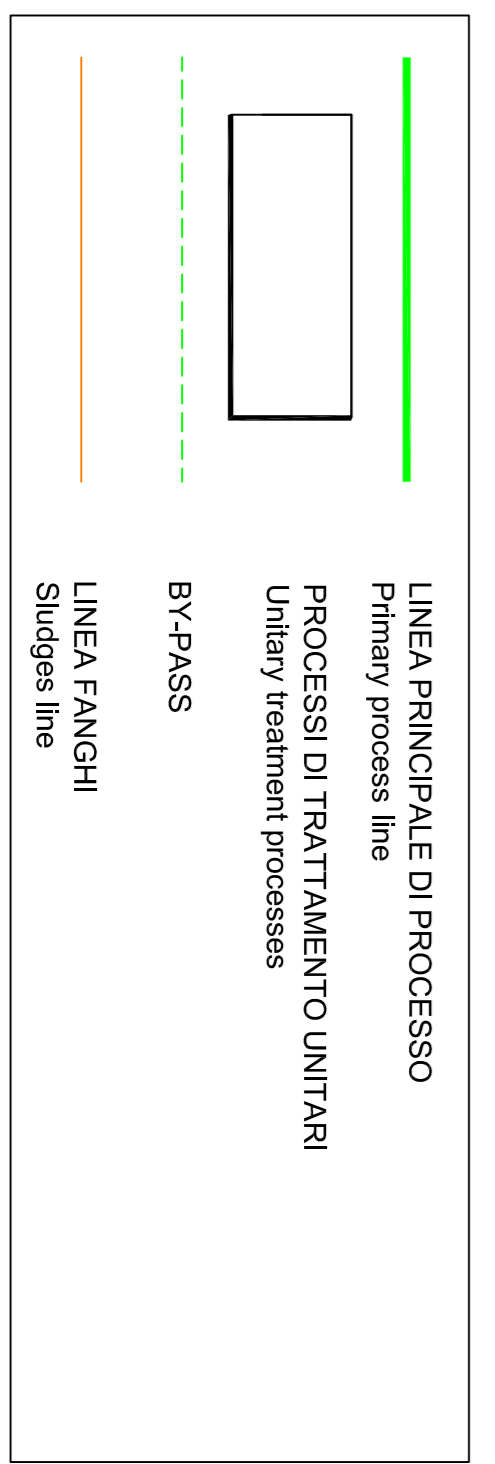 LINEA PRINCIPALE DI PROCESSO
Primary process line
PROCESSI DI TRATTAMENTO UNITARI
Unitary treatment processes
BY-PASS
LINEA FANGHI
Sludges line